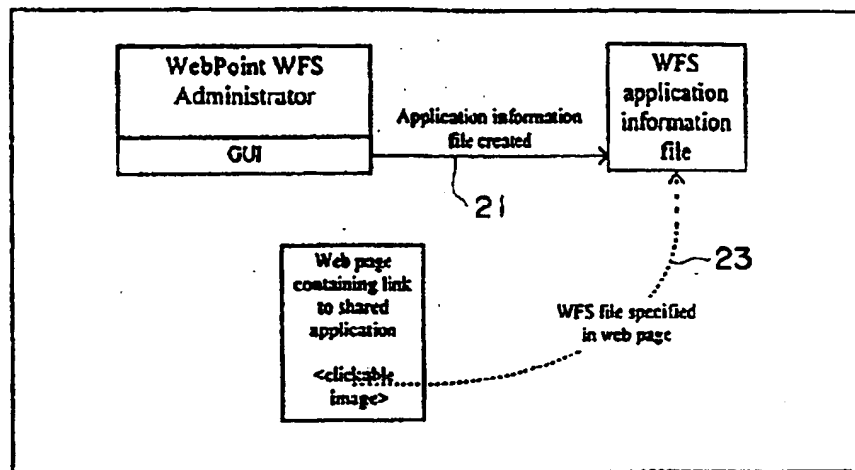 WebPoint WFS
Administrator
GUI
Application information
file created
21
WFS
application
information
file
23
Web page
containing link
to shared
application
<clickable
image>
WFS file specified
in web page